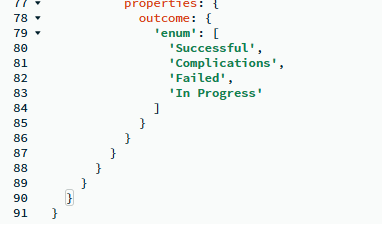 77 properties: {
78 outcome: {
79 'enum': [
80 'Successful',
81 'Complications',
82 'Failed',
83 'In Progress'
84 ]
85 }
86 }
87 }
88 }
89 }
90 }
91 }